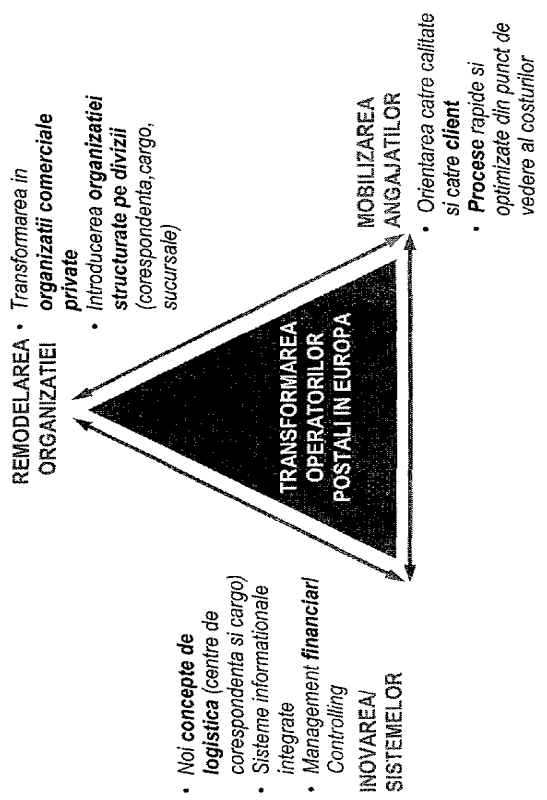 REMODELAREA
ORGANIZATIEI
• Transformarea in
organizatii comerciale
private
• Introducerea organizatiei
structurate pe divizii
(corespondenta, cargo,
sucursale)
TRANSFORMAREA
OPERATORILOR
POSTALI IN EUROPA
• Noi concepte de
logistica (centre de
corespondenta si cargo)
• Sisteme informationale
integrate
• Management financiar/
Controlling
INOVAREA/
SISTEMELOR
MOBILIZAREA
ANGAJATILOR
• Orientarea catre calitate
si catre client
• Procese rapide si
optimizate din punct de
vedere al costurilor